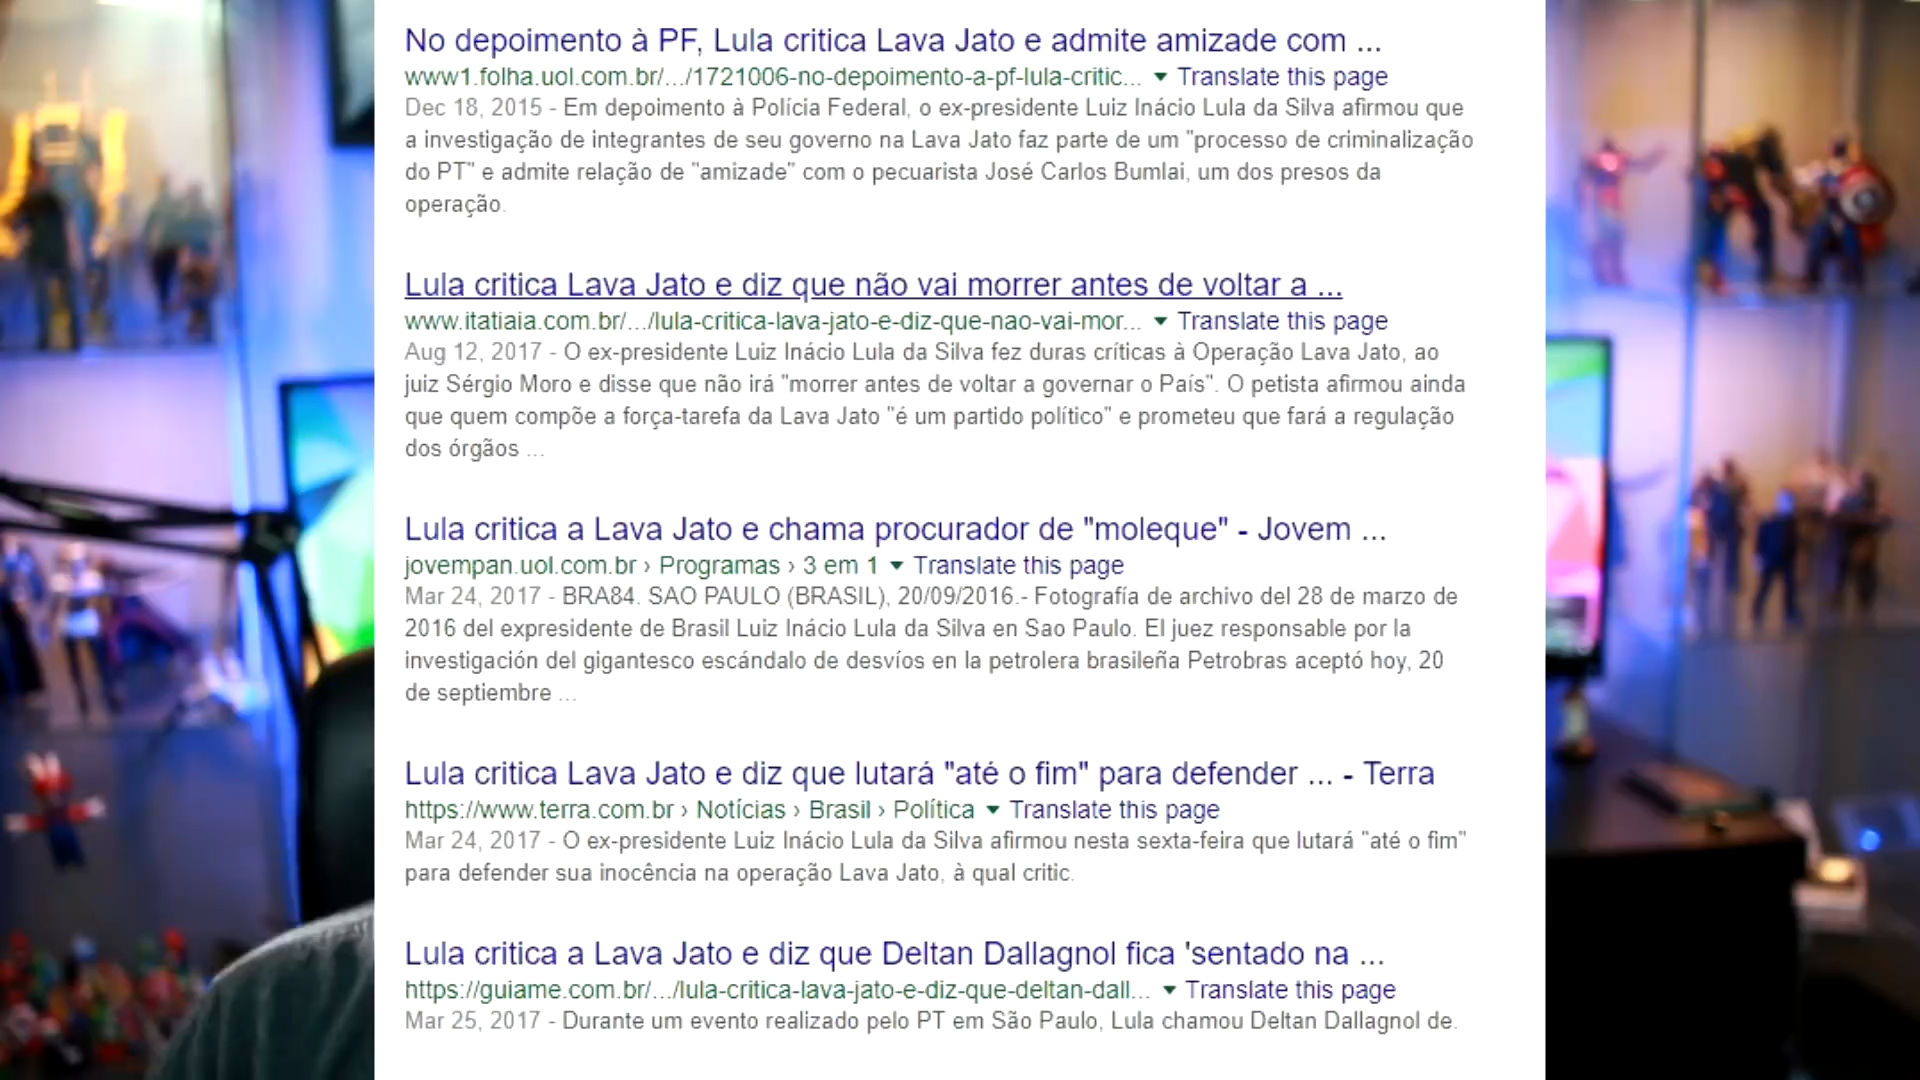 No depoimento à PF, Lula critica Lava Jato e admite amizade com ...
www1.folha.uol.com.br/.../1721006-no-depoimento-a-pf-lula-critic... ▼ Translate this page
Dec 18, 2015 - Em depoimento à Polícia Federal, o ex-presidente Luiz Inácio Lula da Silva afirmou que
a investigação de integrantes de seu governo na Lava Jato faz parte de um "processo de criminalização
do PT" e admite relação de "amizade" com o pecuarista José Carlos Bumlai, um dos presos da
operação.
Lula critica Lava Jato e diz que não vai morrer antes de voltar a ...
www.itatiaia.com.br/.../lula-critica-lava-jato-e-diz-que-nao-vai-mor... ▼ Translate this page
Aug 12, 2017 - O ex-presidente Luiz Inácio Lula da Silva fez duras críticas à Operação Lava Jato, ao
juiz Sérgio Moro e disse que não irá "morrer antes de voltar a governar o País". O petista afirmou ainda
que quem compõe a força-tarefa da Lava Jato "é um partido político" e prometeu que fará a regulação
dos órgãos ...
Lula critica a Lava Jato e chama procurador de "moleque" - Jovem ...
jovempan.uol.com.br › Programas › 3 em 1 ▼ Translate this page
Mar 24, 2017 - BRA84. SAO PAULO (BRASIL), 20/09/2016.- Fotografía de archivo del 28 de marzo de
2016 del expresidente de Brasil Luiz Inácio Lula da Silva en Sao Paulo. El juez responsable por la
investigación del gigantesco escándalo de desvíos en la petrolera brasileña Petrobras aceptó hoy, 20
de septiembre ...
Lula critica Lava Jato e diz que lutará "até o fim" para defender ... - Terra
https://www.terra.com.br › Notícias › Brasil › Política ▼ Translate this page
Mar 24, 2017 - O ex-presidente Luiz Inácio Lula da Silva afirmou nesta sexta-feira que lutará "até o fim"
para defender sua inocência na operação Lava Jato, à qual critic.
Lula critica a Lava Jato e diz que Deltan Dallagnol fica 'sentado na ...
https://guiame.com.br/.../lula-critica-lava-jato-e-diz-que-deltan-dall... ▼ Translate this page
Mar 25, 2017 - Durante um evento realizado pelo PT em São Paulo, Lula chamou Deltan Dallagnol de.